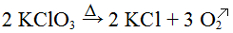 2 KClO₃ →Δ 2 KCl + 3 O₂↗